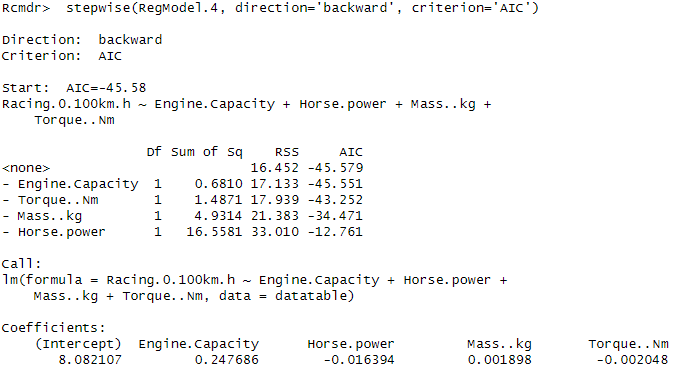 Rcmdr>  stepwise(RegModel.4, direction='backward', criterion='AIC')
Direction:  backward
Criterion:  AIC
Start:  AIC=-45.58
Racing.0.100km.h ~ Engine.Capacity + Horse.power + Mass..kg +
    Torque..Nm
                  Df Sum of Sq    RSS     AIC
<none>                         16.452 -45.579
- Engine.Capacity  1    0.6810 17.133 -45.551
- Torque..Nm       1    1.4871 17.939 -43.252
- Mass..kg         1    4.9314 21.383 -34.471
- Horse.power      1   16.5581 33.010 -12.761
Call:
lm(formula = Racing.0.100km.h ~ Engine.Capacity + Horse.power +
    Mass..kg + Torque..Nm, data = datatable)
Coefficients:
    (Intercept)  Engine.Capacity      Horse.power         Mass..kg       Torque..Nm
       8.082107         0.247686        -0.016394         0.001898        -0.002048